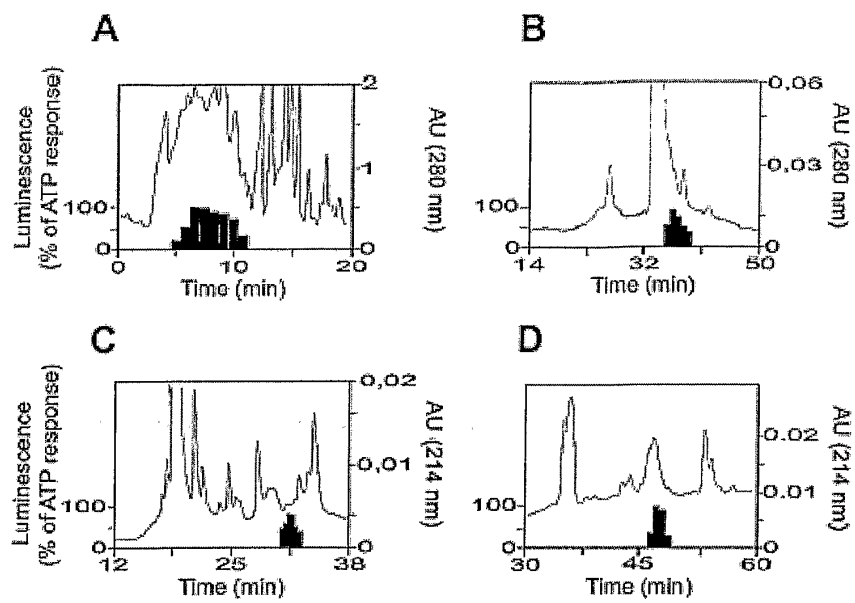 A
Luminescence
(% of ATP response)
100
0
2
1
0
AU (280 nm)
0 10 20
Time (min)
B
100
0
0,06
0,03
0
AU (280 nm)
14 32 50
Time (min)
C
Luminescence
(% of ATP response)
100
0
0,02
0,01
0
AU (214 nm)
12 25 38
Time (min)
D
100
0
0.02
0.01
0
AU (214 nm)
30 45 60
Time (min)